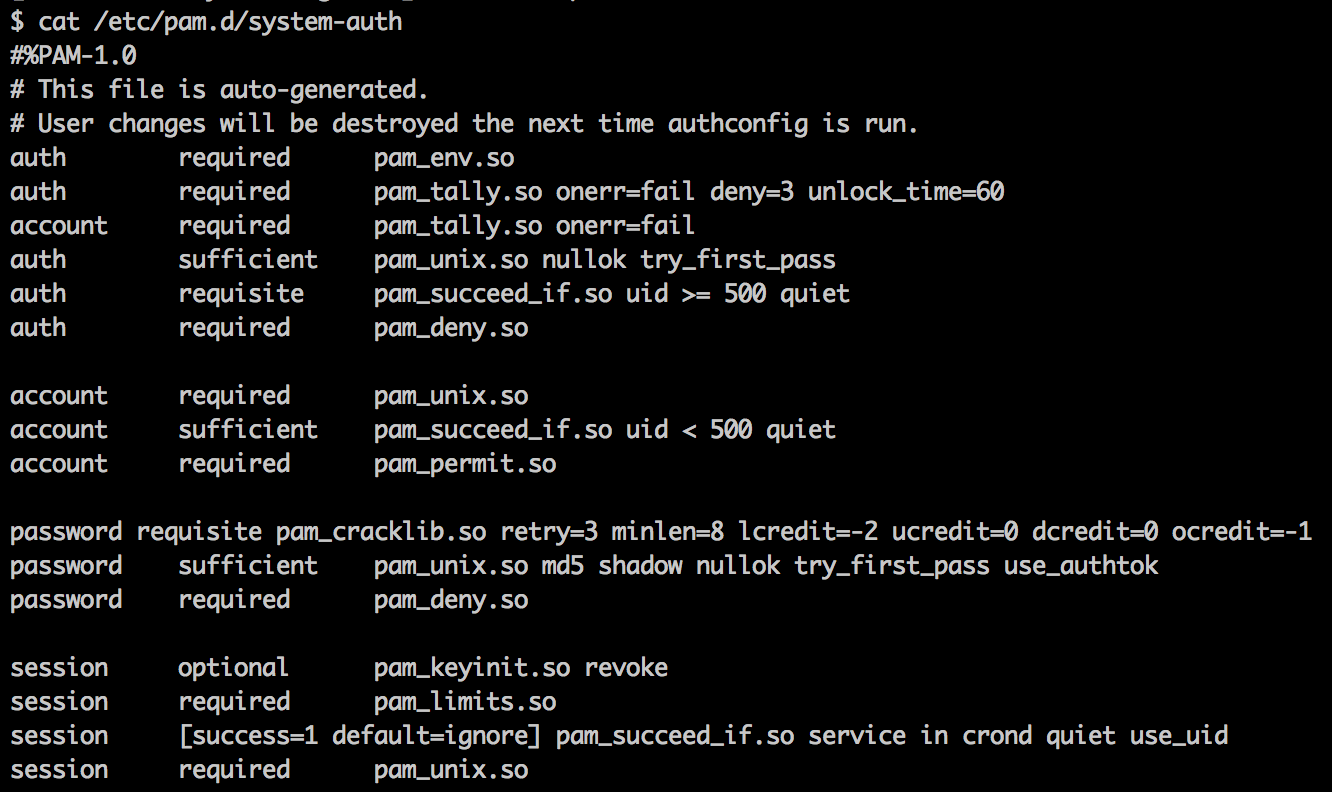 $ cat /etc/pam.d/system-auth
#%PAM-1.0
# This file is auto-generated.
# User changes will be destroyed the next time authconfig is run.
auth        required      pam_env.so
auth        required      pam_tally.so onerr=fail deny=3 unlock_time=60
account     required      pam_tally.so onerr=fail
auth        sufficient    pam_unix.so nullok try_first_pass
auth        requisite     pam_succeed_if.so uid >= 500 quiet
auth        required      pam_deny.so

account     required      pam_unix.so
account     sufficient    pam_succeed_if.so uid < 500 quiet
account     required      pam_permit.so

password requisite pam_cracklib.so retry=3 minlen=8 lcredit=-2 ucredit=0 dcredit=0 ocredit=-1
password    sufficient    pam_unix.so md5 shadow nullok try_first_pass use_authtok
password    required      pam_deny.so

session     optional      pam_keyinit.so revoke
session     required      pam_limits.so
session     [success=1 default=ignore] pam_succeed_if.so service in crond quiet use_uid
session     required      pam_unix.so